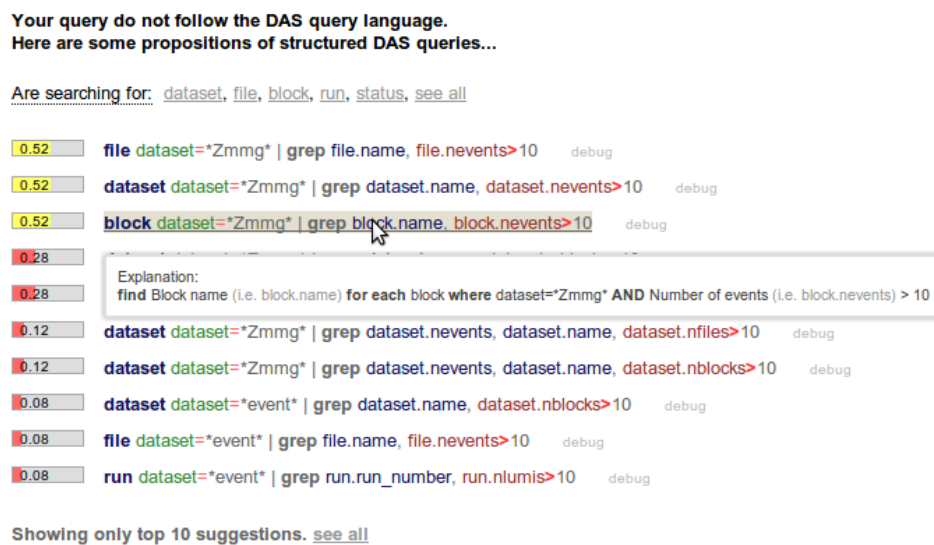 Your query do not follow the DAS query language.
Here are some propositions of structured DAS queries...
Are searching for: dataset, file, block, run, status, see all
0.52 file dataset=*Zmmg* | grep file.name, file.nevents>10 debug
0.52 dataset dataset=*Zmmg* | grep dataset.name, dataset.nevents>10 debug
0.52 block dataset=*Zmmg* | grep block.name, block.nevents>10 debug
0.28
Explanation:
0.28 find Block name (i.e. block.name) for each block where dataset=*Zmmg* AND Number of events (i.e. block.nevents) > 10
0.12 dataset dataset=*Zmmg* | grep dataset.nevents, dataset.name, dataset.nfiles>10 debug
0.12 dataset dataset=*Zmmg* | grep dataset.nevents, dataset.name, dataset.nblocks>10 debug
0.08 dataset dataset=*event* | grep dataset.name, dataset.nblocks>10 debug
0.08 file dataset=*event* | grep file.name, file.nevents>10 debug
0.08 run dataset=*event* | grep run.run_number, run.nlumis>10 debug
Showing only top 10 suggestions. see all